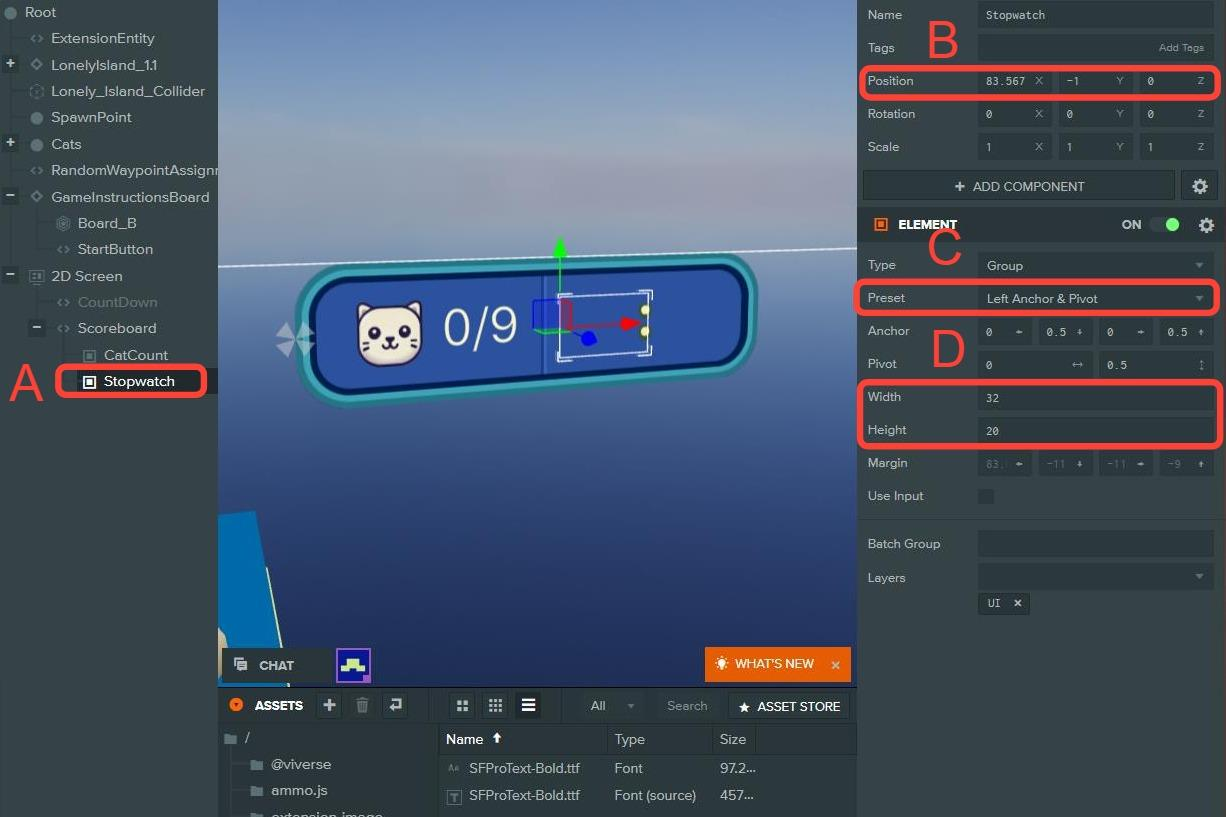 Root
ExtensionEntity
LonelyIsland_1.1
Lonely_Island_Collider
SpawnPoint
Cats
RandomWaypointAssignr
GameInstructionsBoard
Board_B
StartButton
2D Screen
CountDown
Scoreboard
CatCount
A Stopwatch
0/9
CHAT
WHAT'S NEW ×
ASSETS
All
Search
ASSET STORE
/
@viverse
ammo.js
Name Type Size
SFProText-Bold.ttf Font 97.2...
SFProText-Bold.ttf Font (source) 457...
Name Stopwatch
B
Tags Add Tags
Position 83.567 X -1 Y 0 Z
Rotation 0 X 0 Y 0 Z
Scale 1 X 1 Y 1 Z
+ ADD COMPONENT
ELEMENT ON
C
Type Group
Preset Left Anchor & Pivot
Anchor 0 0.5 0 0.5
D
Pivot 0 0.5
Width 32
Height 20
Margin 83. -11 -11 -9
Use Input
Batch Group
Layers
UI ×